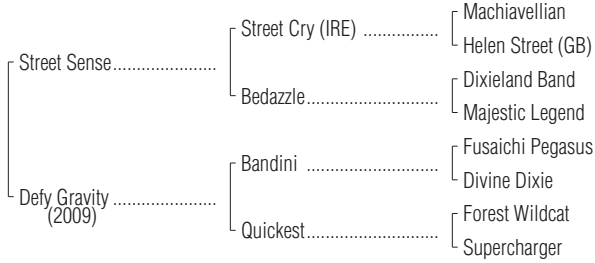 Machiavellian
Street Cry (IRE) ................
Helen Street (GB)
Street Sense......................
Dixieland Band
Bedazzle............................
Majestic Legend
Fusaichi Pegasus
Bandini ............................
Divine Dixie
Defy Gravity ......................
(2009)
Forest Wildcat
Quickest............................
Supercharger